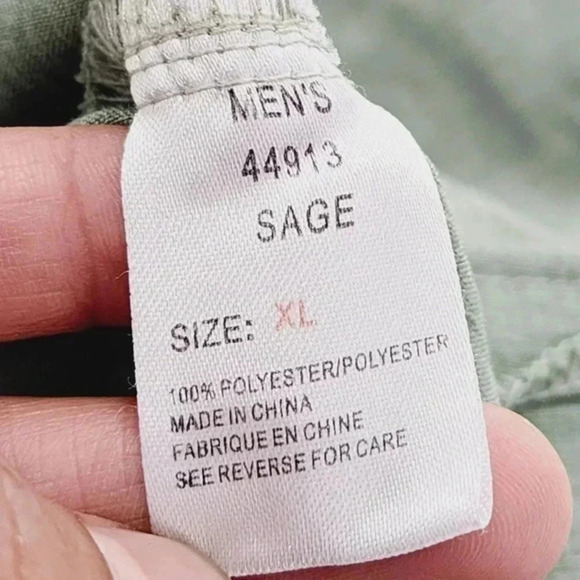 MEN'S
44913
SAGE
SIZE: XL
100% POLYESTER/POLYESTER
MADE IN CHINA
FABRIQUE EN CHINE
SEE REVERSE FOR CARE